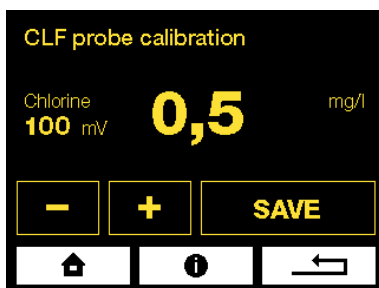 CLF probe calibration
Chlorine
100 mV
0,5
mg/l
− + SAVE